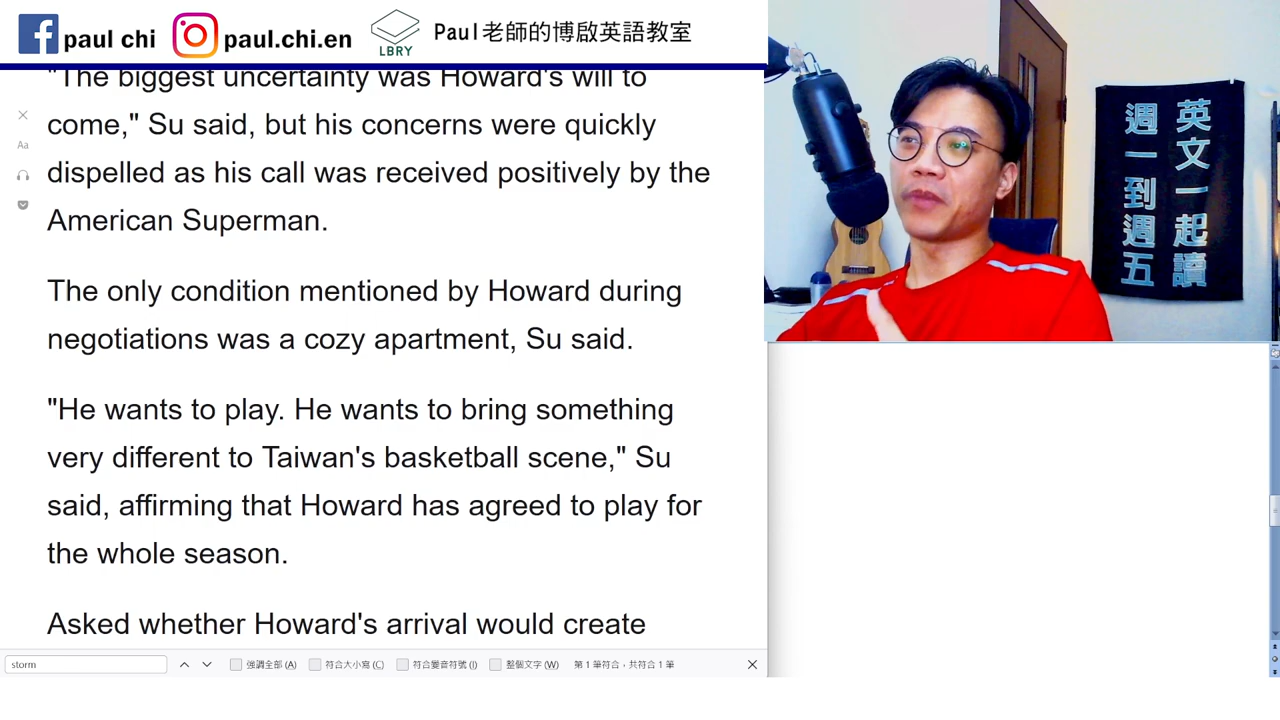 paul chi
paul.chi.en
LBRY
Paul老師的博啟英語教室
"The biggest uncertainty was Howard's will to
come," Su said, but his concerns were quickly
dispelled as his call was received positively by the
American Superman.
The only condition mentioned by Howard during
negotiations was a cozy apartment, Su said.
"He wants to play. He wants to bring something
very different to Taiwan's basketball scene," Su
said, affirming that Howard has agreed to play for
the whole season.
Asked whether Howard's arrival would create
Aa
storm
強調全部 (A)
符合大小寫 (C)
符合變音符號 (I)
整個文字 (W)
第 1 筆符合，共符合 1 筆
英文一起讀
週一到週五